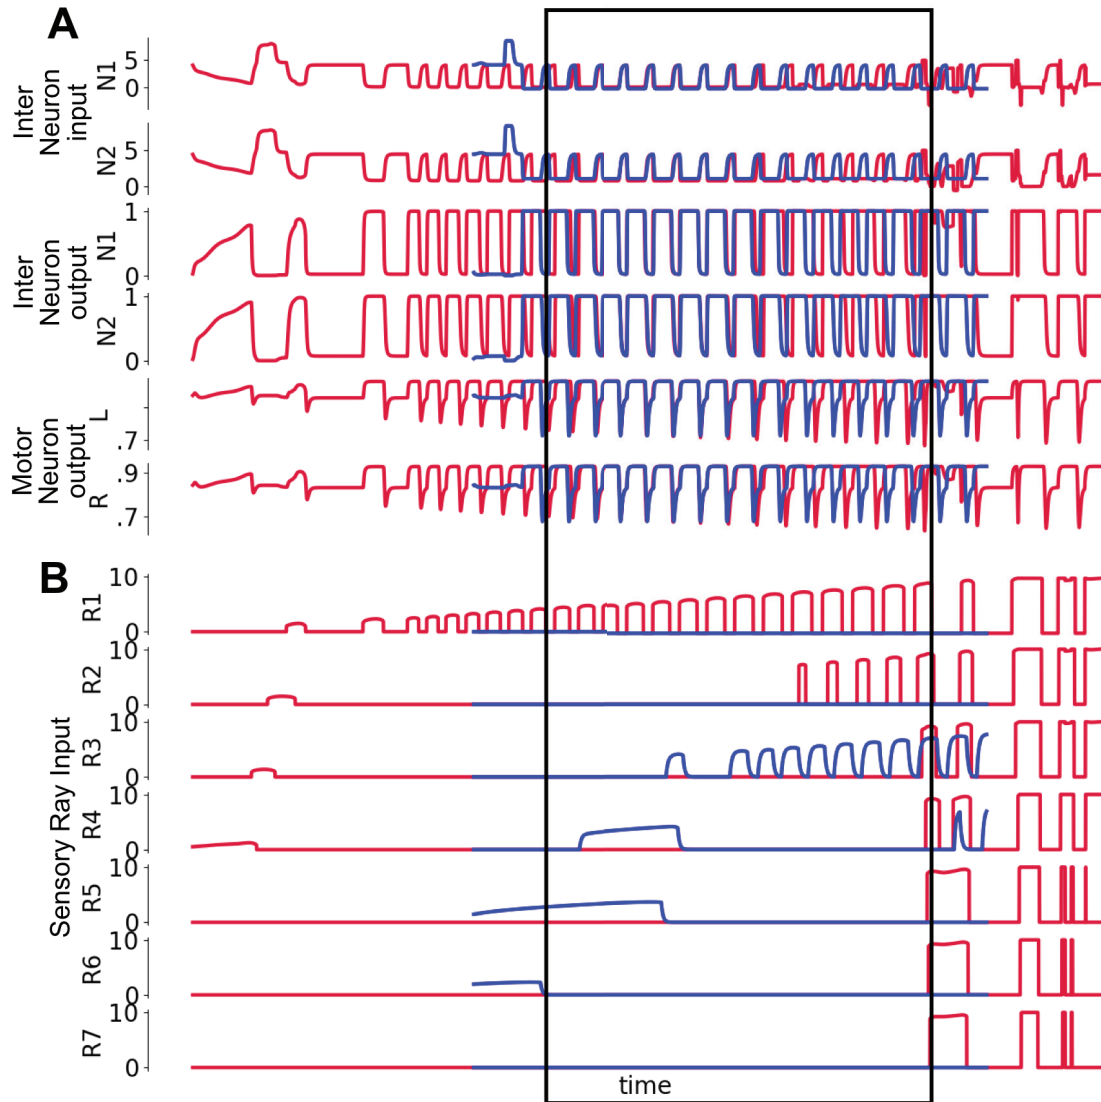 A
Inter
Neuron
input
N1
5
0
N2
5
0
Inter
Neuron
output
N1
1
0
N2
1
0
Motor
Neuron
output
L
.7
R
.9
.7
B
Sensory Ray Input
R1
10
0
R2
10
0
R3
10
0
R4
10
0
R5
10
0
R6
10
0
R7
10
0
time